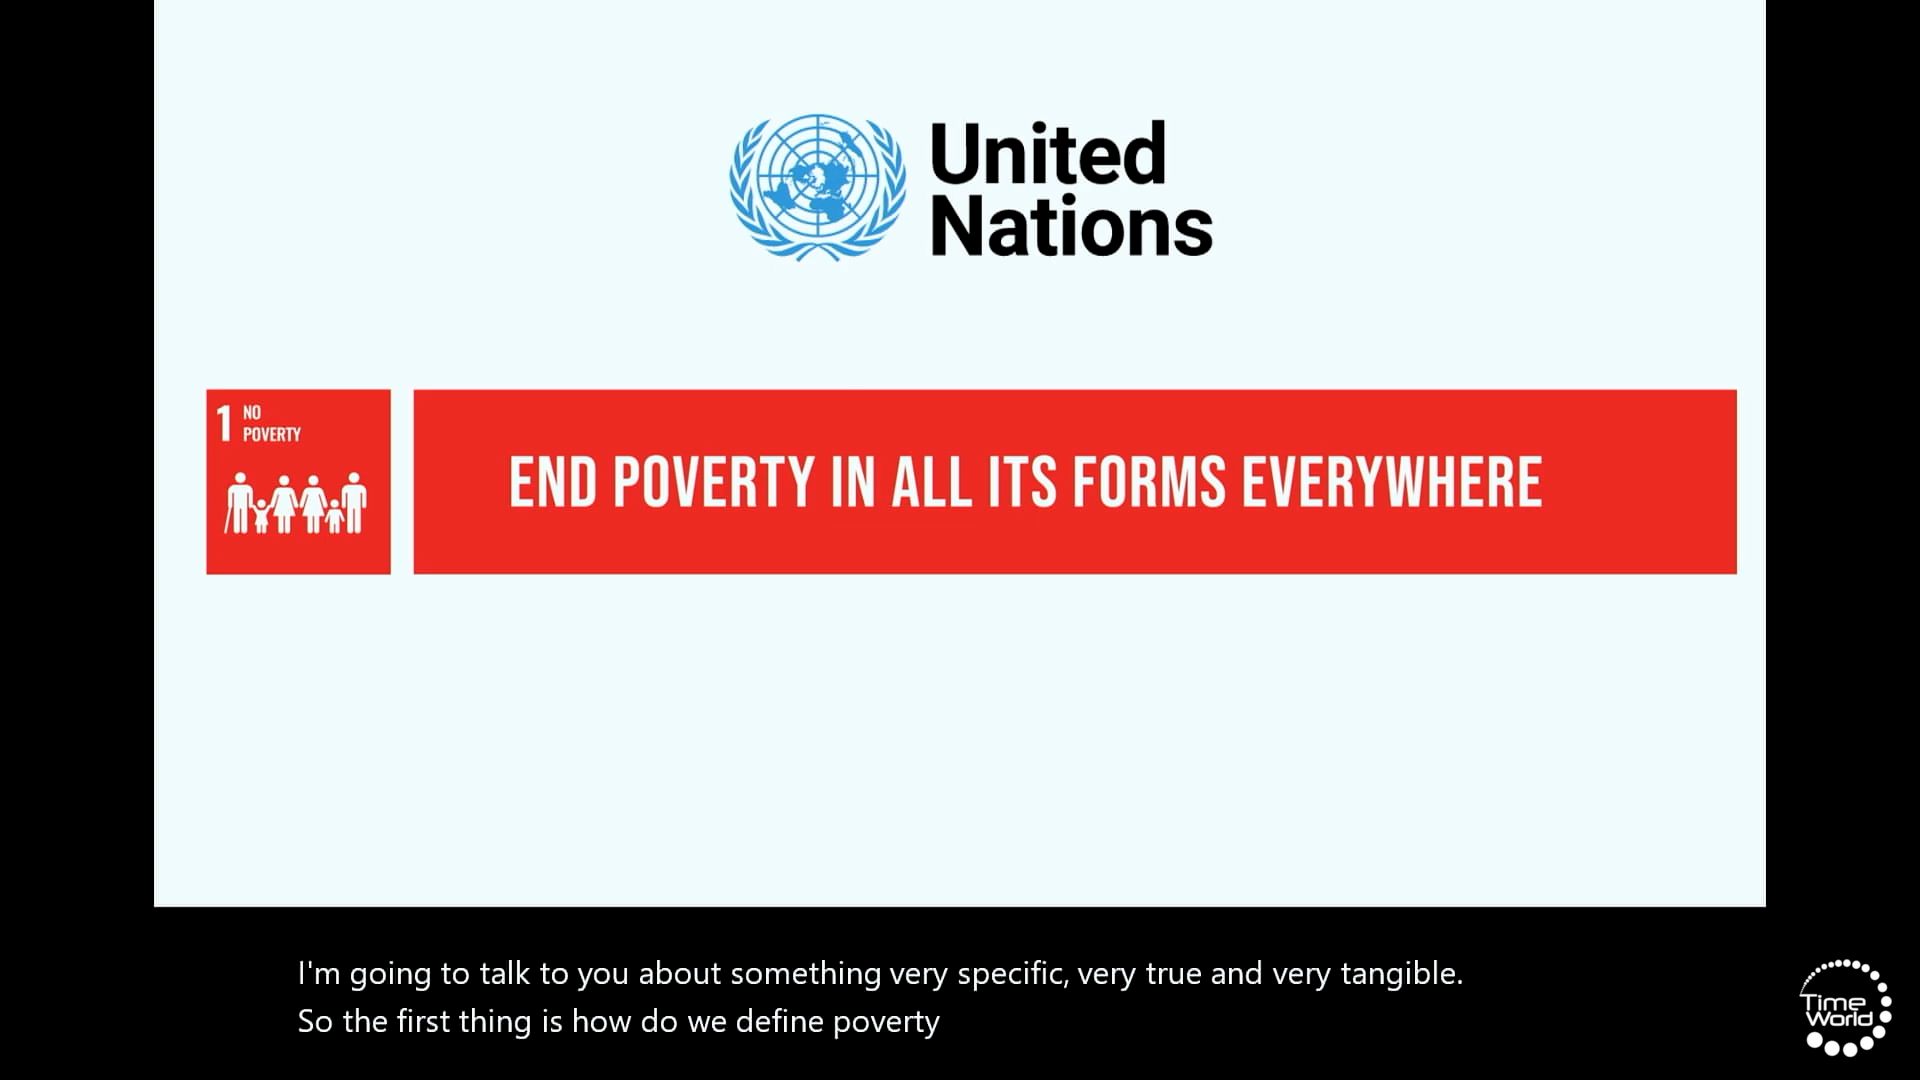 United
Nations
1 NO
POVERTY
END POVERTY IN ALL ITS FORMS EVERYWHERE
I'm going to talk to you about something very specific, very true and very tangible.
So the first thing is how do we define poverty
Time
World